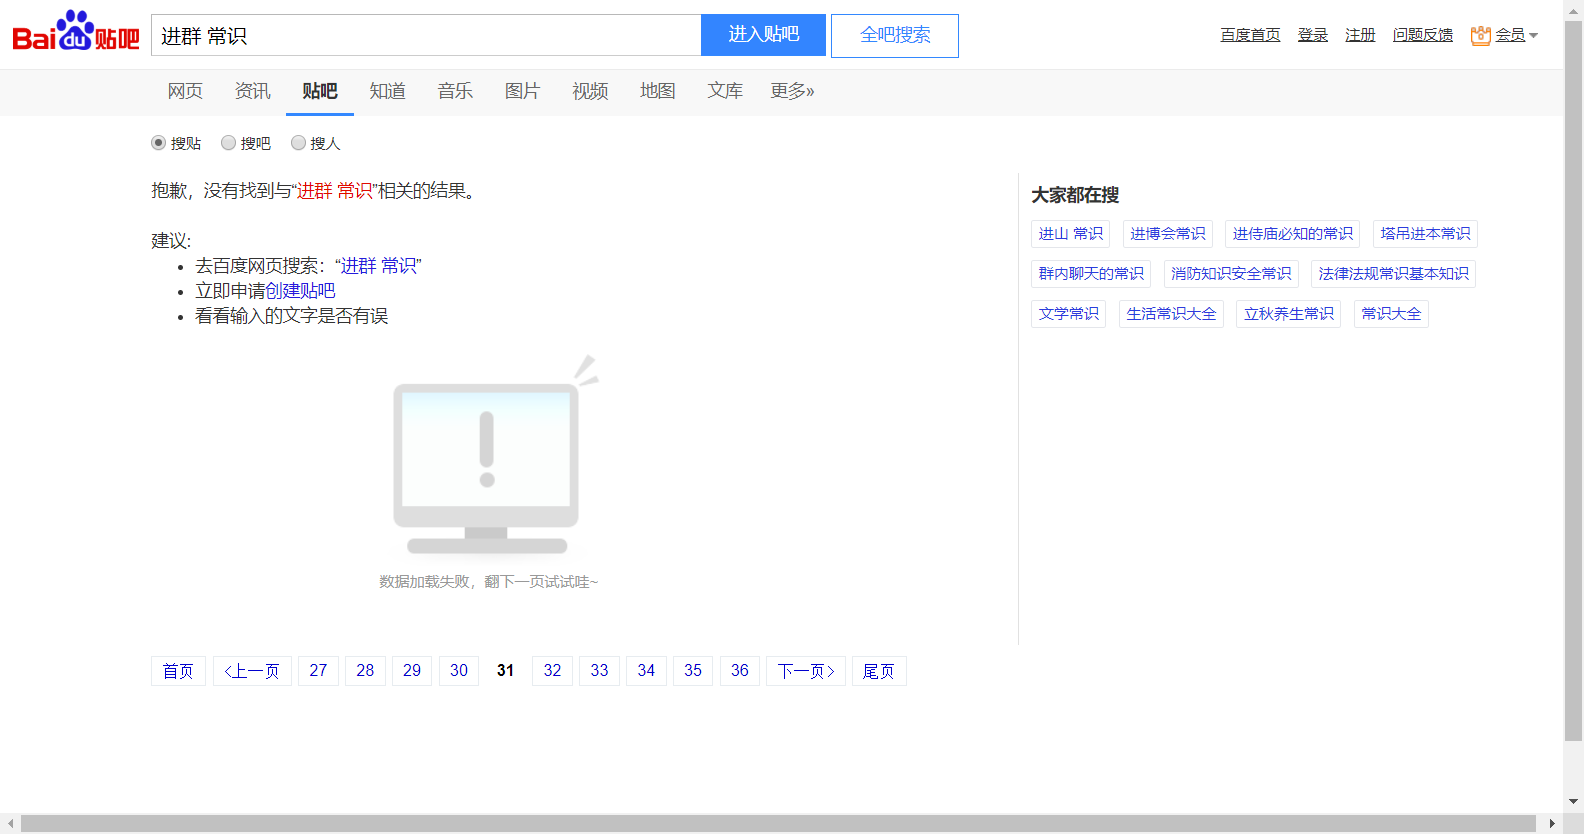 Bai du 贴吧 进群 常识 进入贴吧 全吧搜索 百度首页 登录 注册 问题反馈 会员
网页 资讯 贴吧 知道 音乐 图片 视频 地图 文库 更多»
搜贴 搜吧 搜人
抱歉，没有找到与“进群 常识”相关的结果。
建议:
去百度网页搜索：“进群 常识”
立即申请创建贴吧
看看输入的文字是否有误
数据加载失败，翻下一页试试哇~
大家都在搜
进山 常识 进博会常识 进侍庙必知的常识 塔吊进本常识
群内聊天的常识 消防知识安全常识 法律法规常识基本知识
文学常识 生活常识大全 立秋养生常识 常识大全
首页 <上一页 27 28 29 30 31 32 33 34 35 36 下一页> 尾页